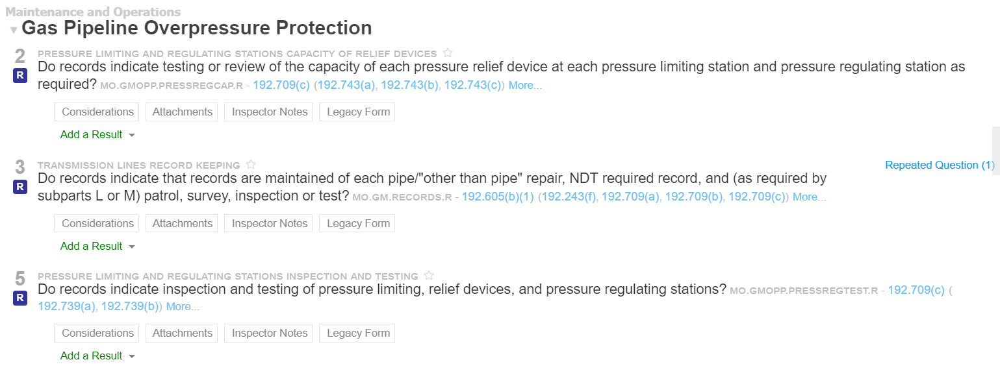 Maintenance and Operations
Gas Pipeline Overpressure Protection
2 PRESSURE LIMITING AND REGULATING STATIONS CAPACITY OF RELIEF DEVICES
Do records indicate testing or review of the capacity of each pressure relief device at each pressure limiting station and pressure regulating station as
R required? MO.GMOPP.PRESSREGCAP.R - 192.709(c) (192.743(a), 192.743(b), 192.743(c)) More...
Considerations Attachments Inspector Notes Legacy Form
Add a Result
3 TRANSMISSION LINES RECORD KEEPING Repeated Question (1)
Do records indicate that records are maintained of each pipe/"other than pipe" repair, NDT required record, and (as required by
R subparts L or M) patrol, survey, inspection or test? MO.GM.RECORDS.R - 192.605(b)(1) (192.243(f), 192.709(a), 192.709(b), 192.709(c)) More...
Considerations Attachments Inspector Notes Legacy Form
Add a Result
5 PRESSURE LIMITING AND REGULATING STATIONS INSPECTION AND TESTING
Do records indicate inspection and testing of pressure limiting, relief devices, and pressure regulating stations? MO.GMOPP.PRESSREGTEST.R - 192.709(c) (
R 192.739(a), 192.739(b)) More...
Considerations Attachments Inspector Notes Legacy Form
Add a Result